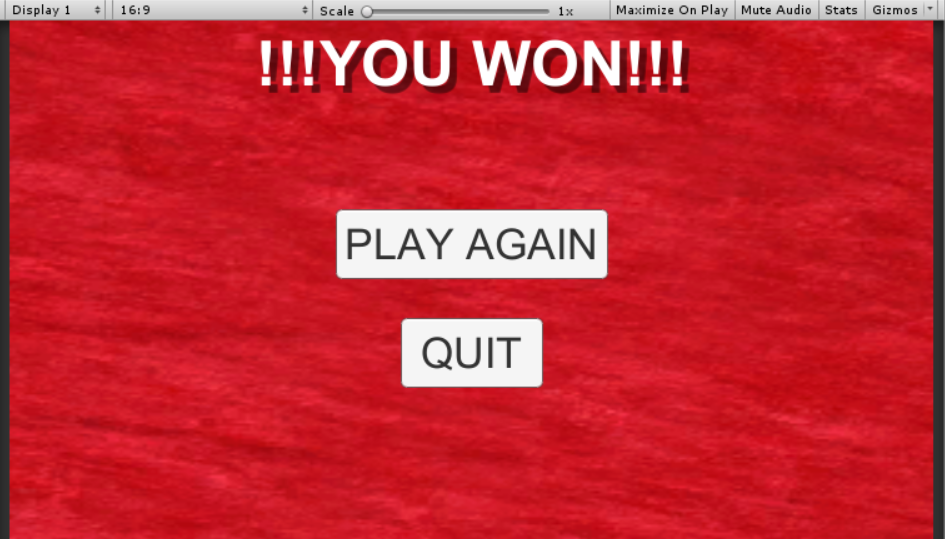 Display 1 16:9 Scale 1x Maximize On Play Mute Audio Stats Gizmos
!!!YOU WON!!!
PLAY AGAIN
QUIT